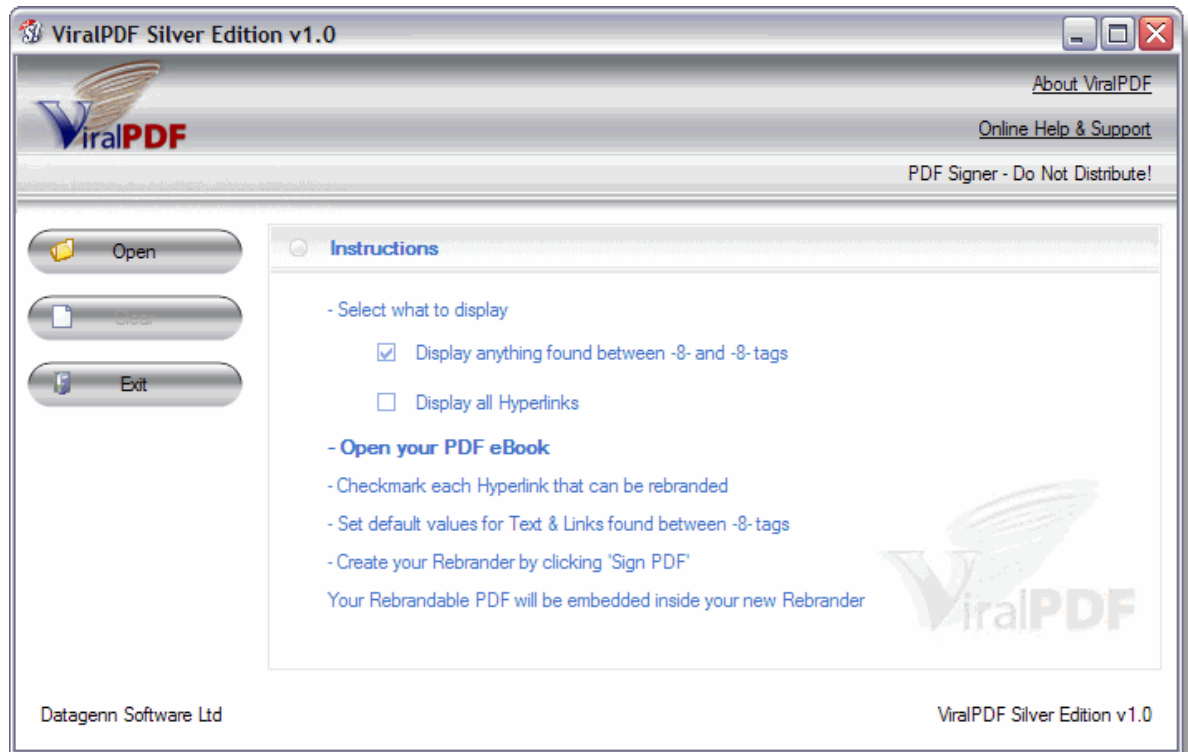 ViralPDF Silver Edition v1.0
About ViralPDF
ViralPDF
Online Help & Support
PDF Signer - Do Not Distribute!
Open
Instructions
- Select what to display
Clear
Display anything found between -8- and -8- tags
Exit
Display all Hyperlinks
- Open your PDF eBook
- Checkmark each Hyperlink that can be rebranded
- Set default values for Text & Links found between -8- tags
- Create your Rebrander by clicking 'Sign PDF'
Your Rebrandable PDF will be embedded inside your new Rebrander
ViralPDF
Datagenn Software Ltd
ViralPDF Silver Edition v1.0